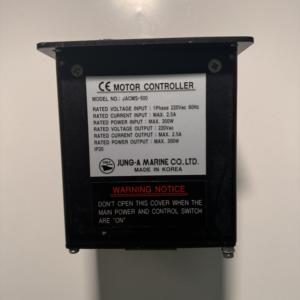 CE MOTOR CONTROLLER
MODEL NO.: JACMS-500
RATED VOLTAGE INPUT : 1Phase 220Vac 60Hz
RATED CURRENT INPUT : MAX. 2.5A
RATED POWER INPUT : MAX. 300W
RATED VOLTAGE OUTPUT : 220Vac
RATED CURRENT OUTPUT : MAX. 2.5A
RATED POWER OUTPUT : MAX. 300W
IP20
JUNG-A MARINE CO., LTD.
MADE IN KOREA
WARNING NOTICE
DON'T OPEN THIS COVER WHEN THE
MAIN POWER AND CONTROL SWITCH
ARE "ON"